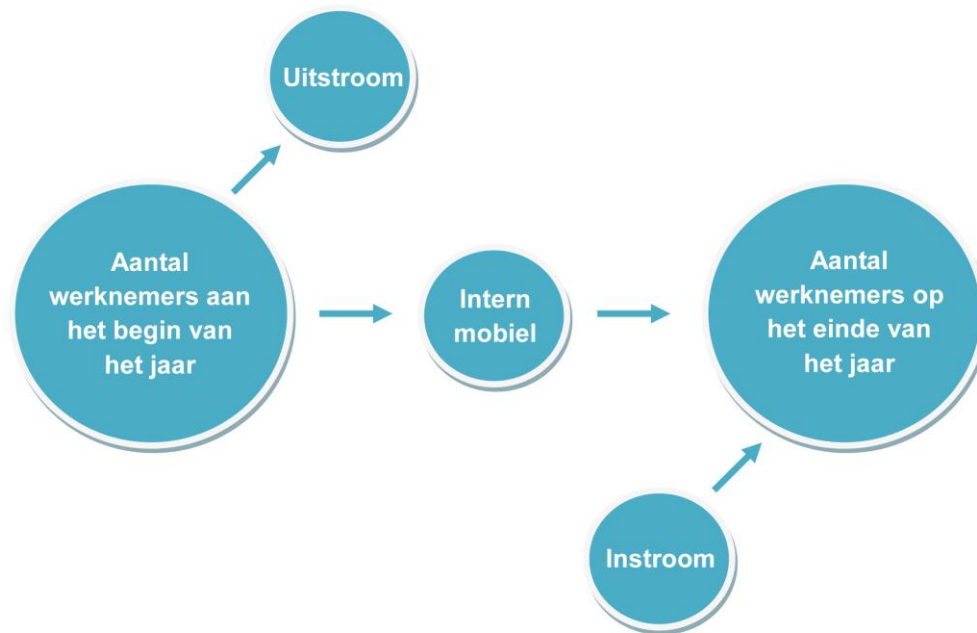 Uitstroom
Aantal
werknemers aan
het begin van
het jaar
Intern
mobiel
Aantal
werknemers op
het einde van
het jaar
Instroom